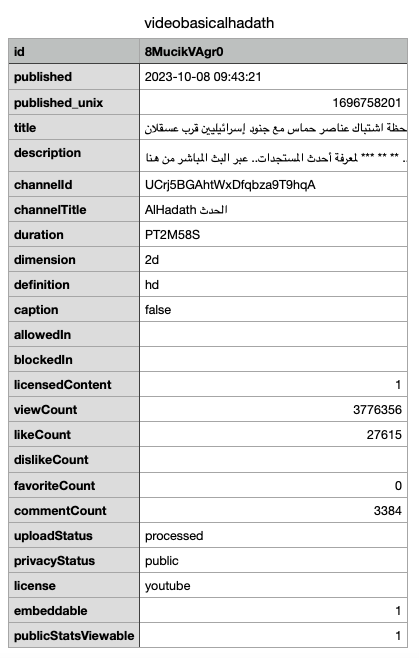 videobasicalhadath
id 8MucikVAgr0
published 2023-10-08 09:43:21
published_unix 1696758201
title حظة اشتباك عناصر حماس مع جنود إسرائيليين قرب عسقلان
description .. ** ** *** لمعرفة أحدث المستجدات.. عبر البث المباشر من هنا
channelId UCrj5BGAhtWxDfqbza9T9hqA
channelTitle AlHadath الحدث
duration PT2M58S
dimension 2d
definition hd
caption false
allowedIn
blockedIn
licensedContent 1
viewCount 3776356
likeCount 27615
dislikeCount
favoriteCount 0
commentCount 3384
uploadStatus processed
privacyStatus public
license youtube
embeddable 1
publicStatsViewable 1